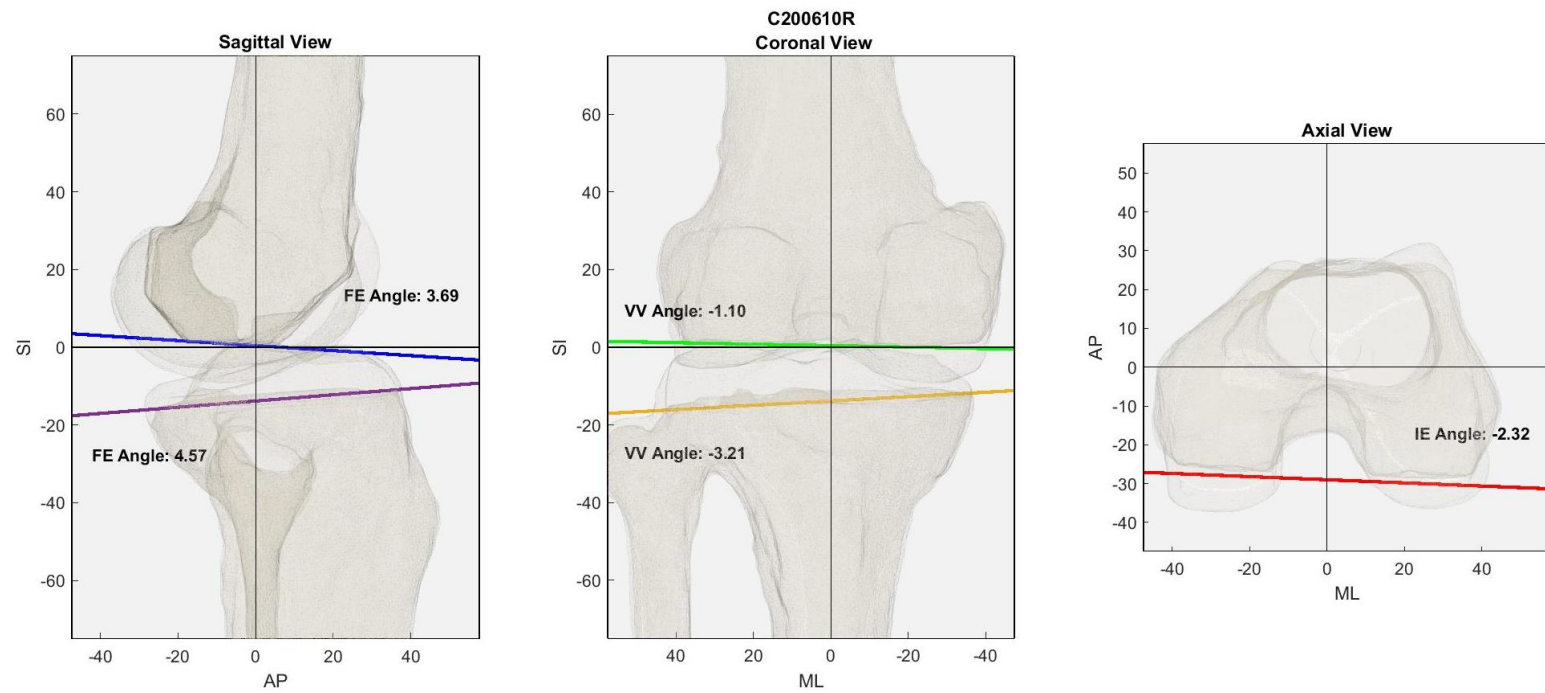 C200610R
Sagittal View
60
40
20
0
-20
-40
-60
SI
FE Angle: 3.69
FE Angle: 4.57
-40 -20 0 20 40
AP
Coronal View
60
40
20
0
-20
-40
-60
SI
VV Angle: -1.10
VV Angle: -3.21
40 20 0 -20 -40
ML
Axial View
50
40
30
20
10
0
-10
-20
-30
-40
AP
IE Angle: -2.32
-40 -20 0 20 40
ML